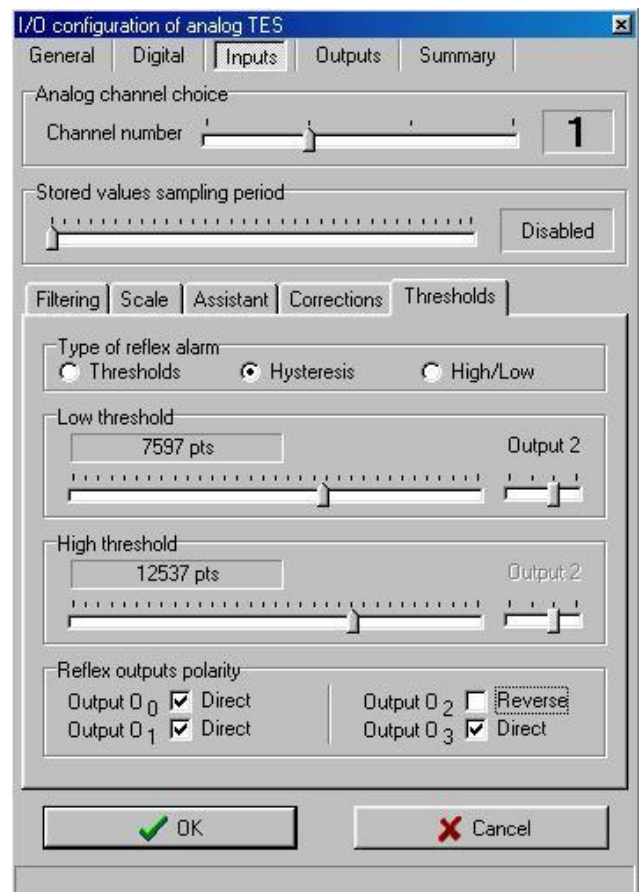 I/O configuration of analog TES
General Digital Inputs Outputs Summary
Analog channel choice
Channel number 1
Stored values sampling period
Disabled
Filtering Scale Assistant Corrections Thresholds
Type of reflex alarm
Thresholds Hysteresis High/Low
Low threshold
7597 pts Output 2
High threshold
12537 pts Output 2
Reflex outputs polarity
Output O 0 Direct Output O 2 Reverse
Output O 1 Direct Output O 3 Direct
OK Cancel